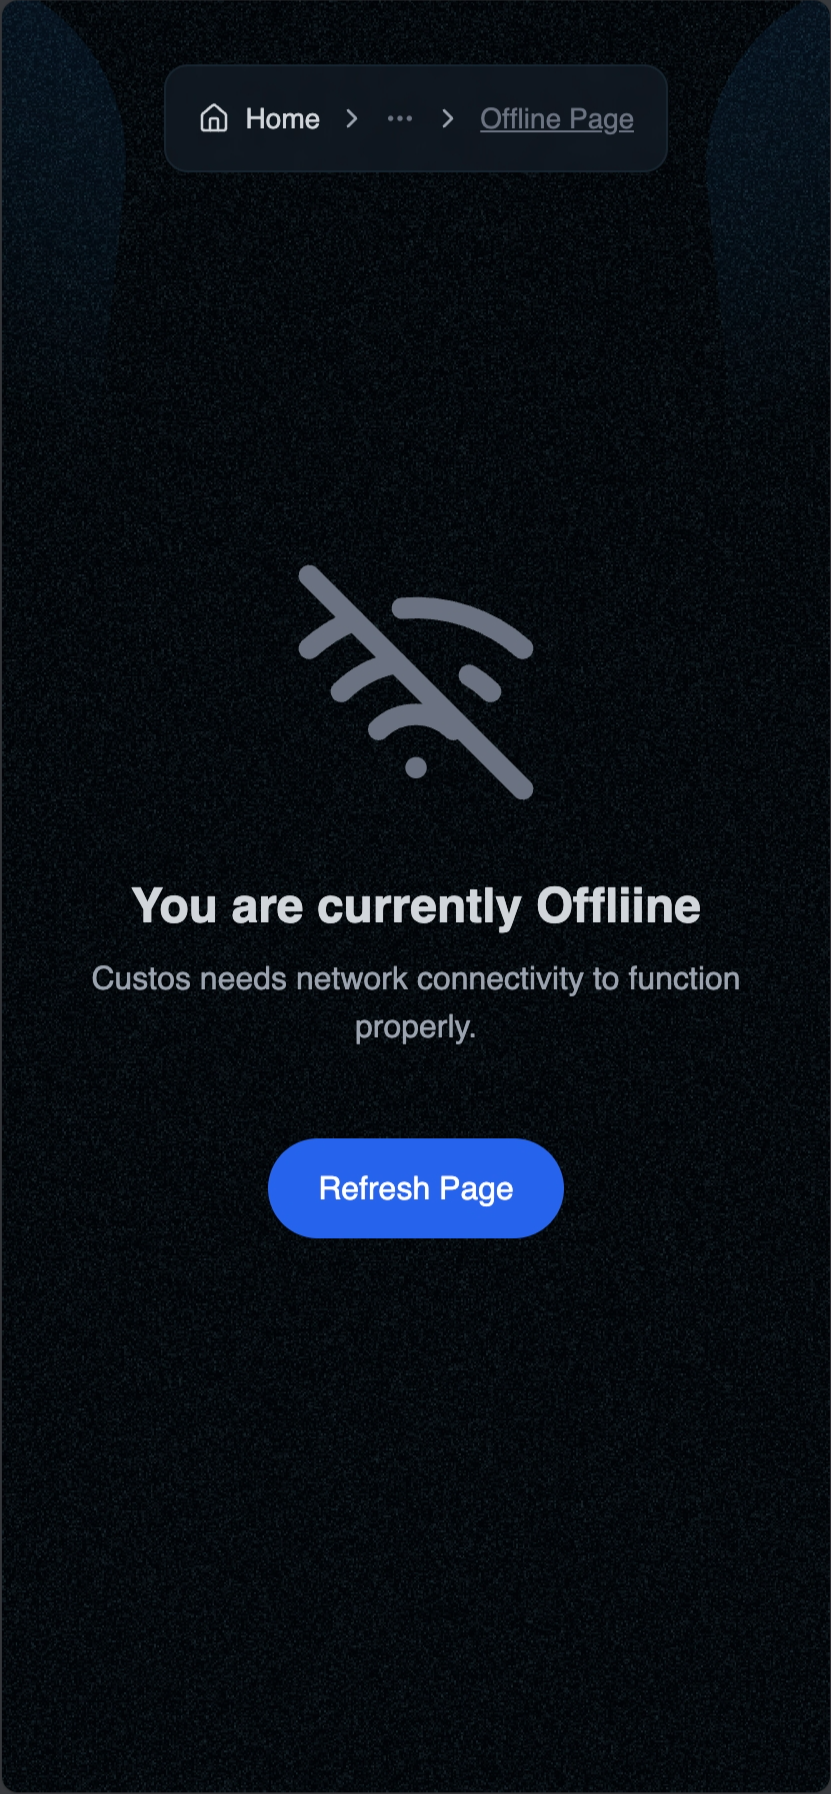 Home > ··· > Offline Page
You are currently Offliine
Custos needs network connectivity to function
properly.
Refresh Page